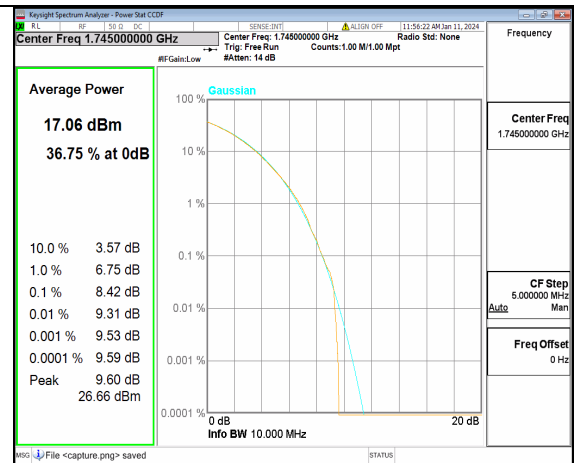 Keysight Spectrum Analyzer - Power Stat CCDF
RL RF 50 Ω DC SENSE:INT ALIGN OFF 11:56:22 AM Jan 11, 2024
Center Freq 1.745000000 GHz
Center Freq: 1.745000000 GHz Radio Std: None
Trig: Free Run Counts:1.00 M/1.00 Mpt
#IFGain:Low #Atten: 14 dB
Frequency
Average Power
17.06 dBm
36.75 % at 0dB
10.0 % 3.57 dB
1.0 % 6.75 dB
0.1 % 8.42 dB
0.01 % 9.31 dB
0.001 % 9.53 dB
0.0001 % 9.59 dB
Peak 9.60 dB
26.66 dBm
Gaussian
100 %
10 %
1 %
0.1 %
0.01 %
0.001 %
0.0001 %
0 dB 20 dB
Info BW 10.000 MHz
Center Freq
1.745000000 GHz
CF Step
5.000000 MHz
Auto Man
Freq Offset
0 Hz
MSG File <capture.png> saved STATUS